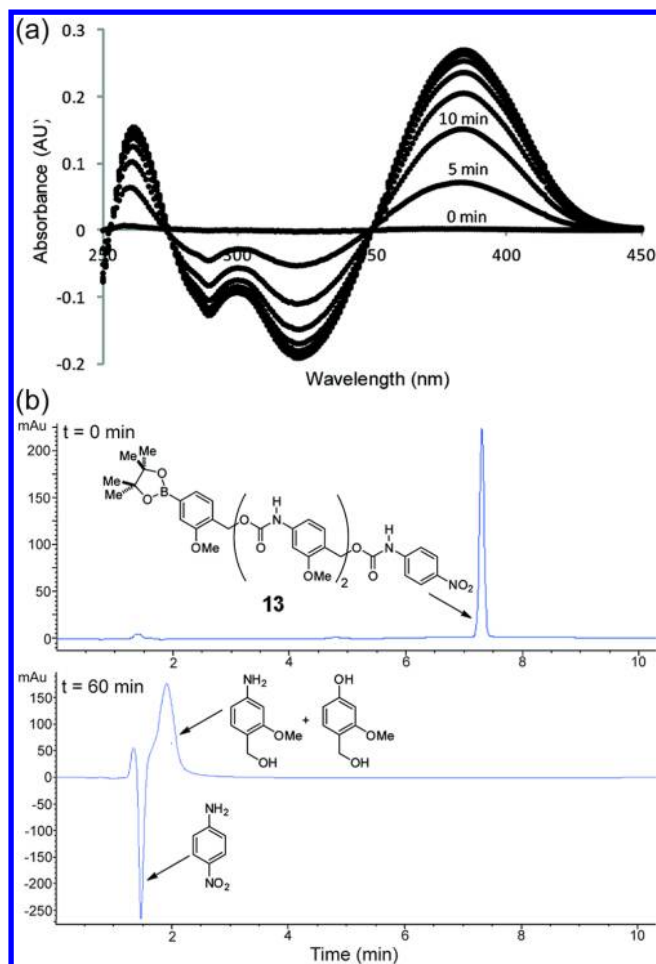 (a)
Absorbance (AU)
0.3
0.2
0.1
0
-0.1
-0.2
10 min
5 min
0 min
250 300 350 400 450
Wavelength (nm)
(b)
mAu
t = 0 min
200
150
100
50
0
Me Me
Me
Me
O
B
O
OMe
O
O
H
N
OMe
2
O
O
H
N
NO2
13
2 4 6 8 10
mAu
t = 60 min
150
100
50
0
-50
-100
-150
-200
-250
NH2
OMe
OH
+
OH
OMe
OH
NH2
NO2
2 4 6 8 10
Time (min)